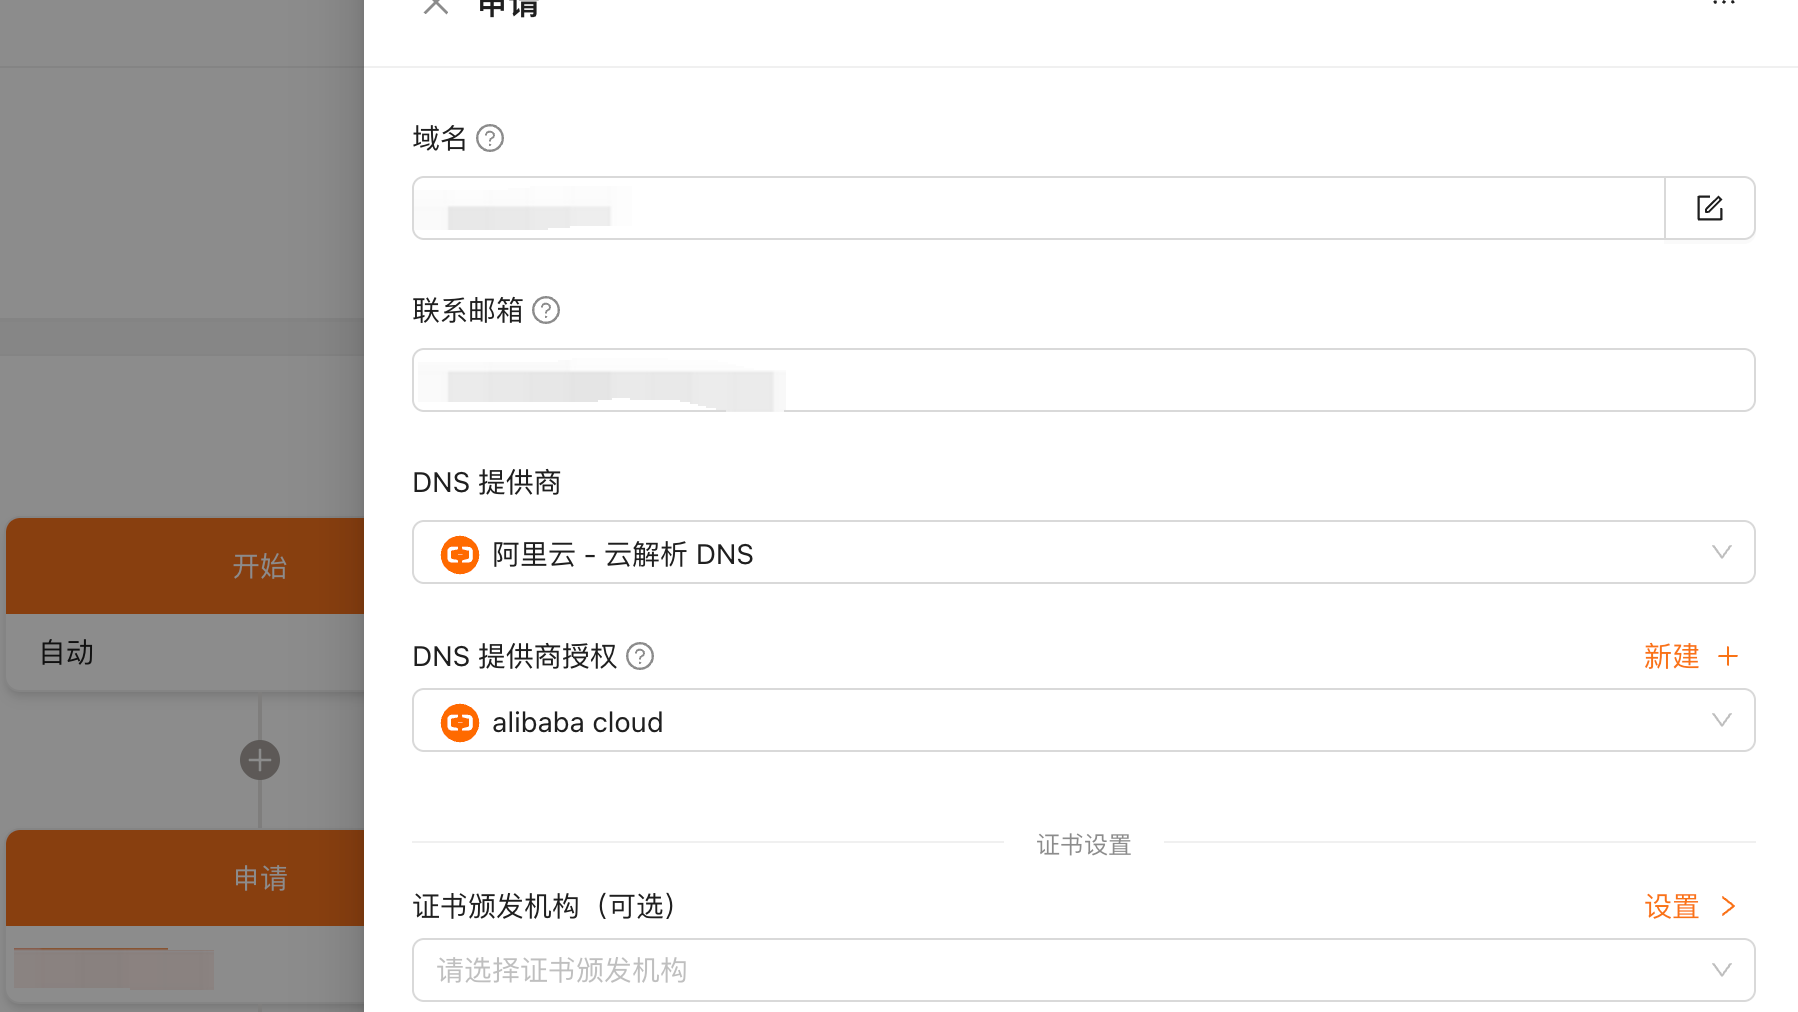 申请
域名
联系邮箱
DNS 提供商
阿里云 - 云解析 DNS
DNS 提供商授权
新建 +
alibaba cloud
证书设置
证书颁发机构（可选）
设置 >
请选择证书颁发机构
开始
自动
申请